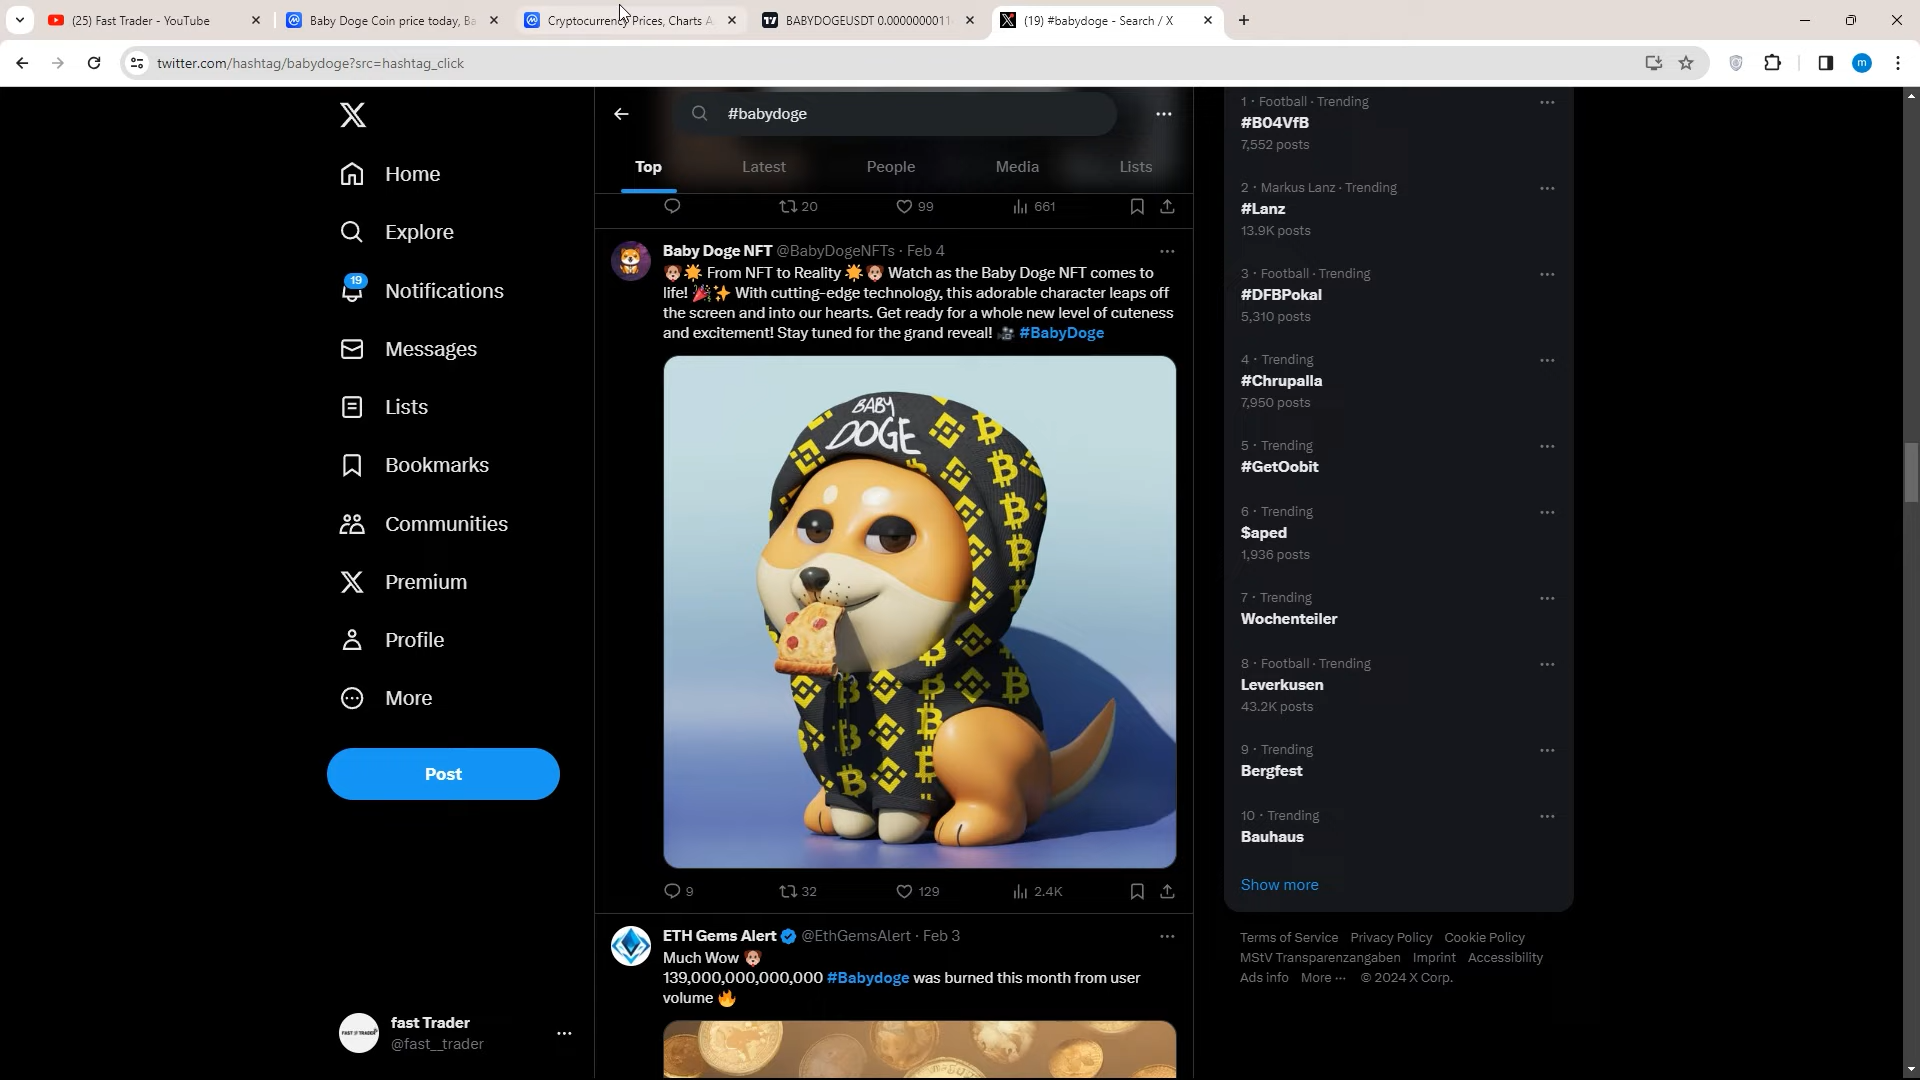 (25) Fast Trader - YouTube
Baby Doge Coin price today, Ba
Cryptocurrency Prices, Charts A
BABYDOGEUSDT 0.0000000011
(19) #babydoge - Search / X
twitter.com/hashtag/babydoge?src=hashtag_click
m
Home
Explore
19
Notifications
Messages
Lists
Bookmarks
Communities
Premium
Profile
More
Post
fast Trader
@fast__trader
#babydoge
Top Latest People Media Lists
20 99 661
Baby Doge NFT @BabyDogeNFTs · Feb 4
From NFT to Reality Watch as the Baby Doge NFT comes to
life! With cutting-edge technology, this adorable character leaps off
the screen and into our hearts. Get ready for a whole new level of cuteness
and excitement! Stay tuned for the grand reveal! #BabyDoge
BABY
DOGE
9 32 129 2.4K
ETH Gems Alert @EthGemsAlert · Feb 3
Much Wow
139,000,000,000,000 #Babydoge was burned this month from user
volume
1 · Football · Trending
#B04VfB
7,552 posts
2 · Markus Lanz · Trending
#Lanz
13.9K posts
3 · Football · Trending
#DFBPokal
5,310 posts
4 · Trending
#Chrupalla
7,950 posts
5 · Trending
#GetOobit
6 · Trending
$aped
1,936 posts
7 · Trending
Wochenteiler
8 · Football · Trending
Leverkusen
43.2K posts
9 · Trending
Bergfest
10 · Trending
Bauhaus
Show more
Terms of Service Privacy Policy Cookie Policy
MStV Transparenzangaben Imprint Accessibility
Ads info More ··· © 2024 X Corp.